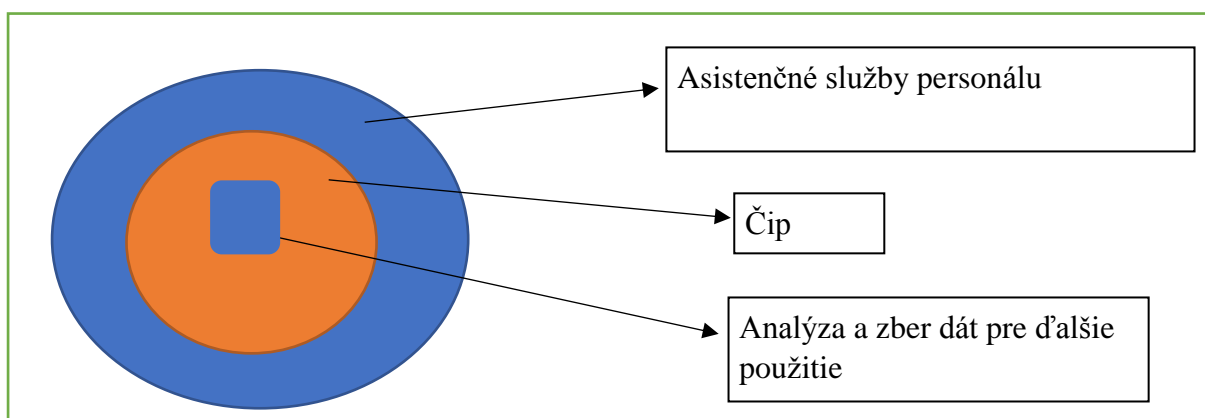 Asistenčné služby personálu
Čip
Analýza a zber dát pre ďalšie
použitie